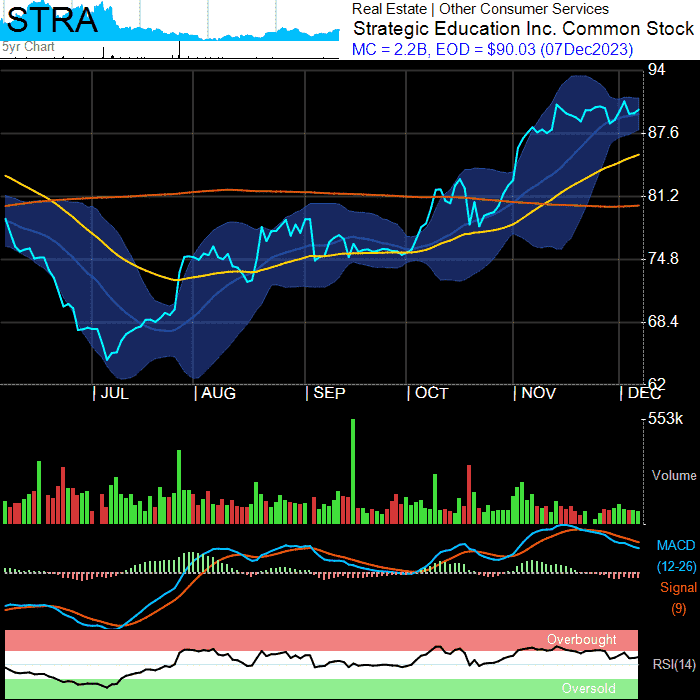 STRA
5yr Chart
Real Estate | Other Consumer Services
Strategic Education Inc. Common Stock
MC = 2.2B, EOD = $90.03 (07Dec2023)
94
87.6
81.2
74.8
68.4
62
| JUL | AUG | SEP | OCT | NOV | DEC
553k
Volume
MACD
(12-26)
Signal
(9)
Overbought
RSI(14)
Oversold